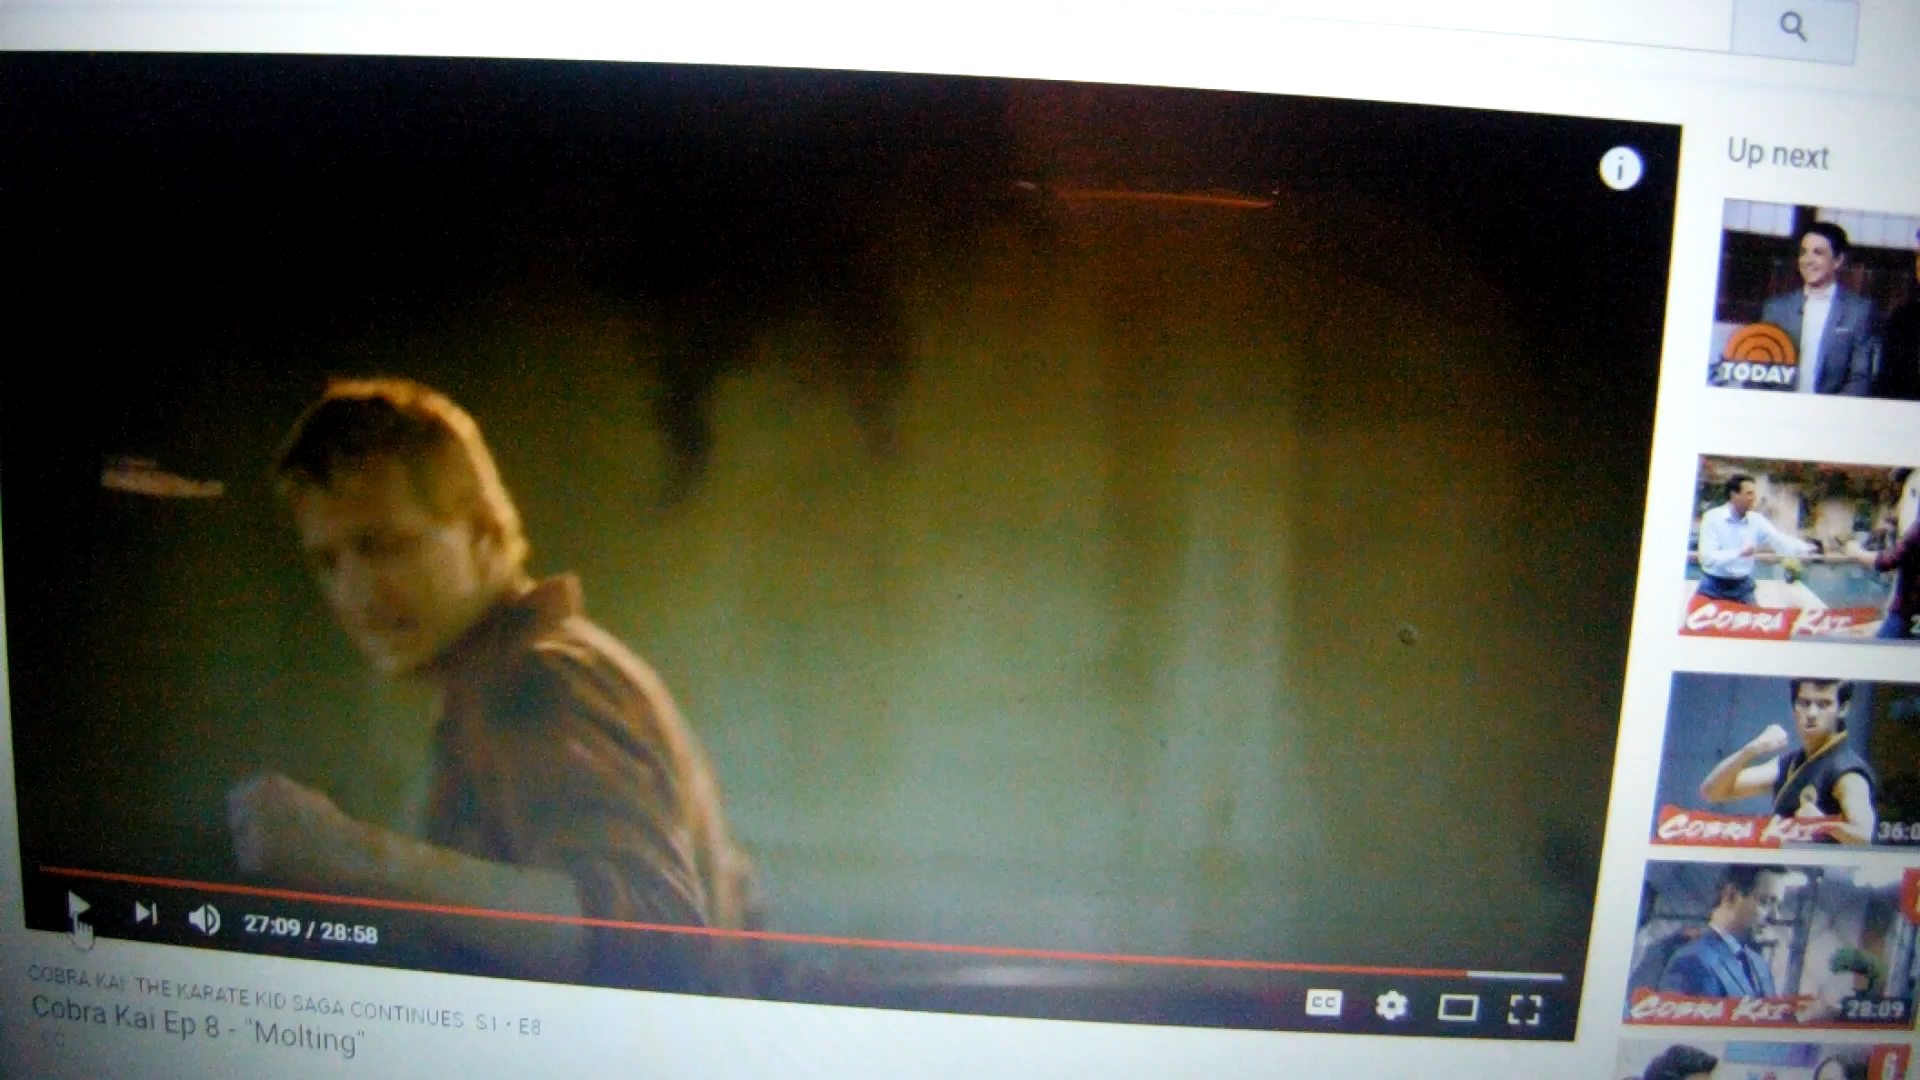 Up next
TODAY
COBRA KAI
COBRA KAI
36:0
COBRA KAI
28:09
27:09 / 28:58
CC
COBRA KAI: THE KARATE KID SAGA CONTINUES S1 · E8
Cobra Kai Ep 8 - "Molting"